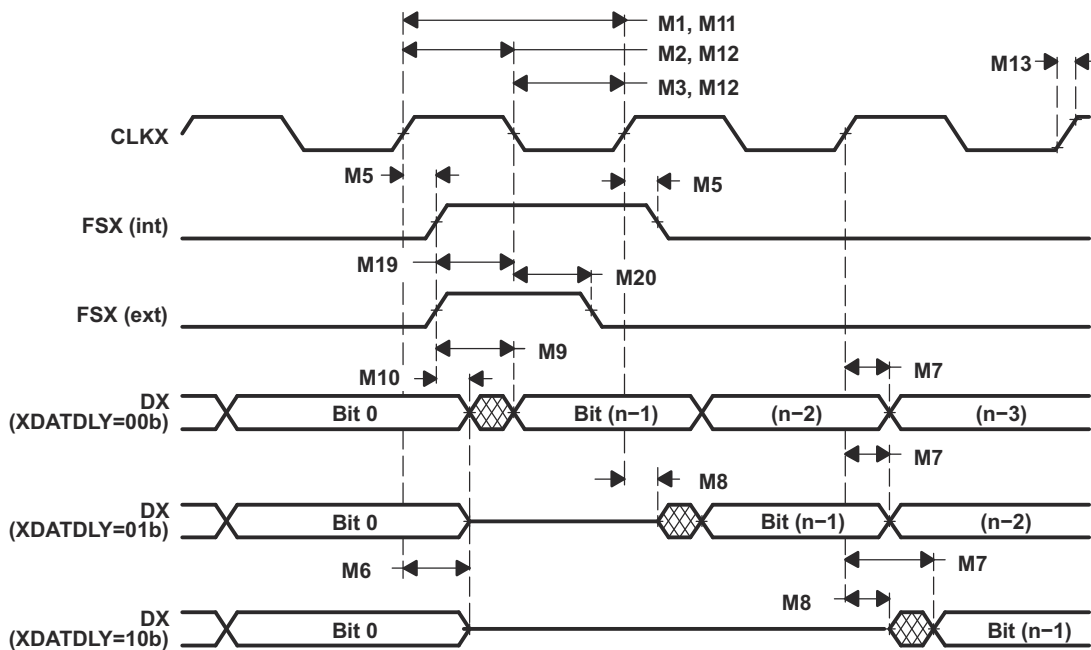 M1, M11
M2, M12
M13
M3, M12
CLKX
M5
M5
FSX (int)
M19
M20
FSX (ext)
M9
M10
M7
DX
(XDATDLY=00b)
Bit 0
Bit (n−1)
(n−2)
(n−3)
M7
M8
DX
(XDATDLY=01b)
Bit 0
Bit (n−1)
(n−2)
M6
M7
M8
DX
(XDATDLY=10b)
Bit 0
Bit (n−1)